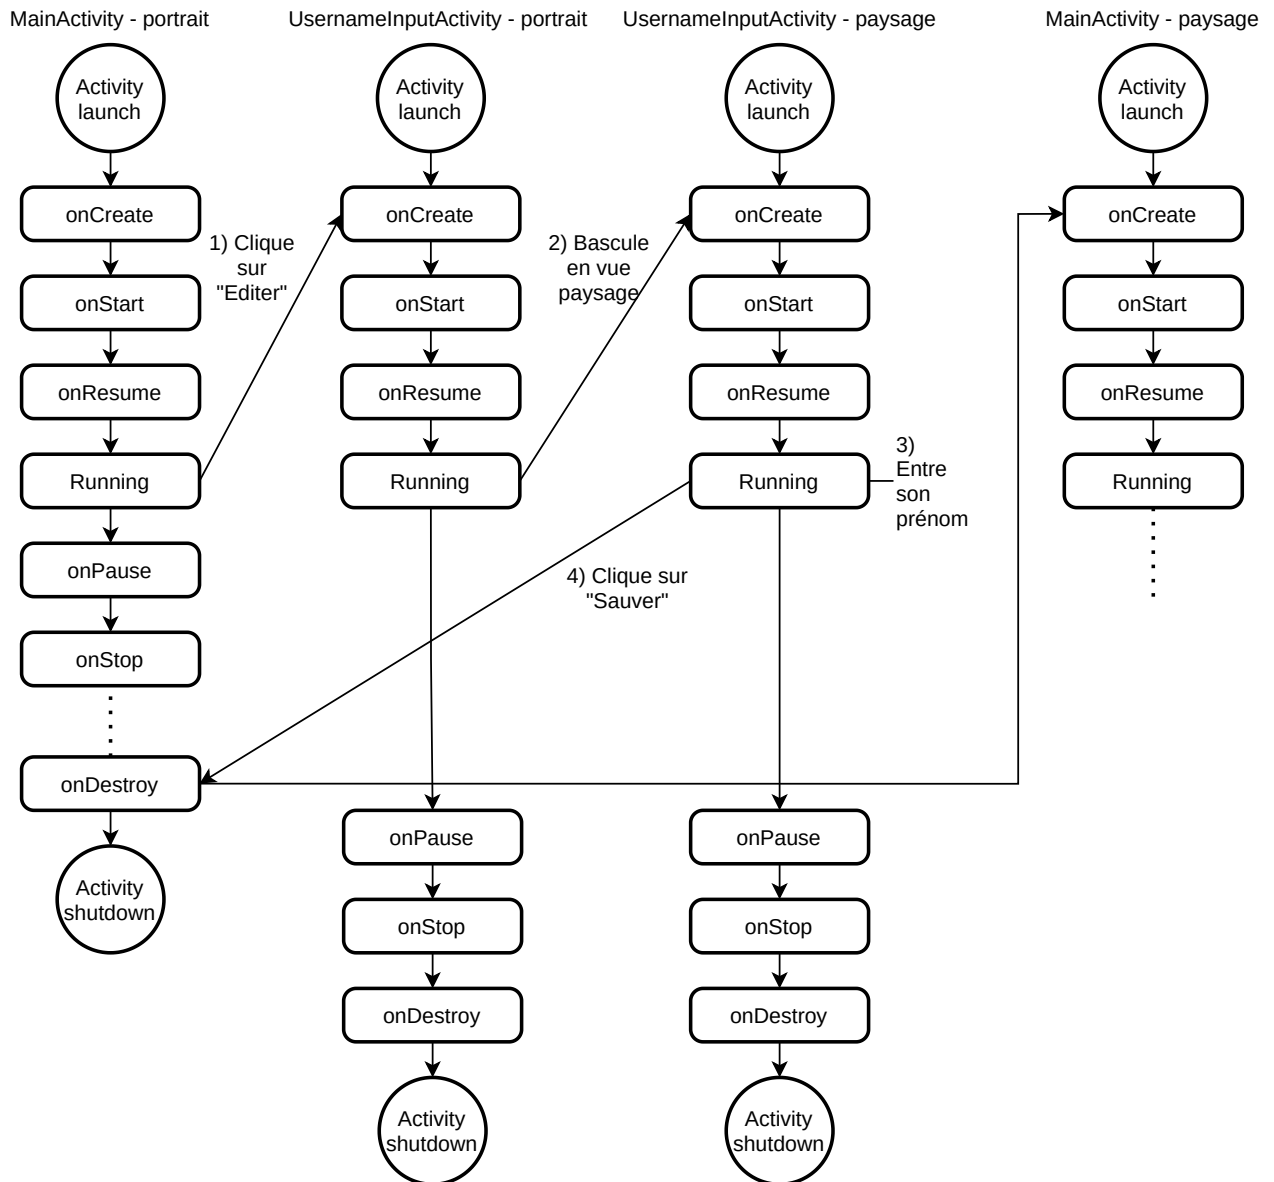 MainActivity - portrait
UsernameInputActivity - portrait
UsernameInputActivity - paysage
MainActivity - paysage
Activity
launch
Activity
launch
Activity
launch
Activity
launch
onCreate
onCreate
onCreate
onCreate
1) Clique
sur
"Editer"
2) Bascule
en vue
paysage
onStart
onStart
onStart
onStart
onResume
onResume
onResume
onResume
Running
Running
Running
3)
Entre
son
prénom
Running
onPause
4) Clique sur
"Sauver"
onStop
onDestroy
onPause
onPause
Activity
shutdown
onStop
onStop
onDestroy
onDestroy
Activity
shutdown
Activity
shutdown